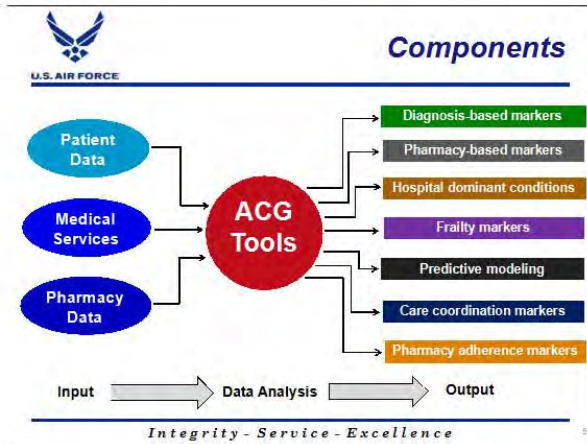 U.S. AIR FORCE
Components
Patient
Data
Medical
Services
Pharmacy
Data
ACG
Tools
Diagnosis-based markers
Pharmacy-based markers
Hospital dominant conditions
Frailty markers
Predictive modeling
Care coordination markers
Pharmacy adherence markers
Input
Data Analysis
Output
Integrity - Service - Excellence
5